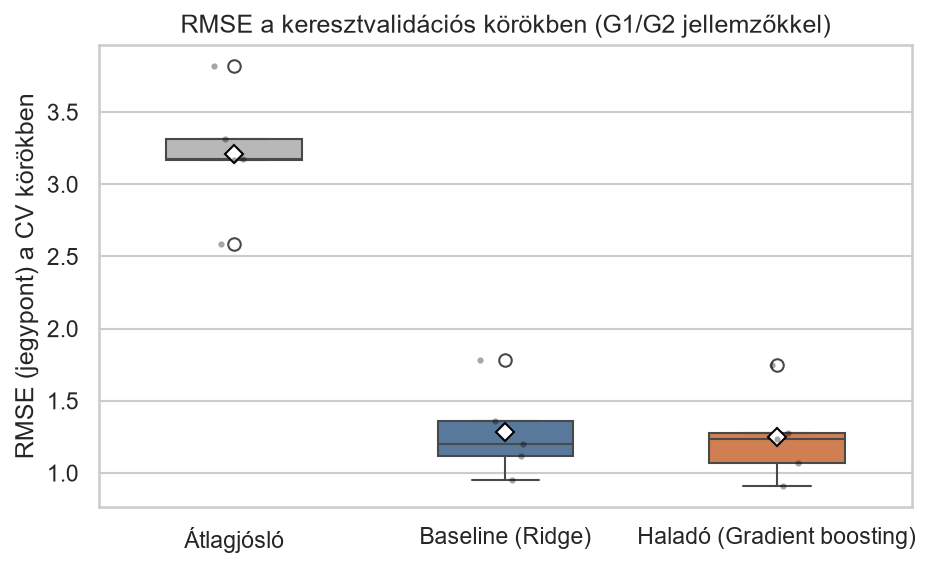 RMSE a keresztvalidációs körökben (G1/G2 jellemzőkkel)
RMSE (jegypont) a CV körökben
3.5
3.0
2.5
2.0
1.5
1.0
Átlagjósló
Baseline (Ridge)
Haladó (Gradient boosting)